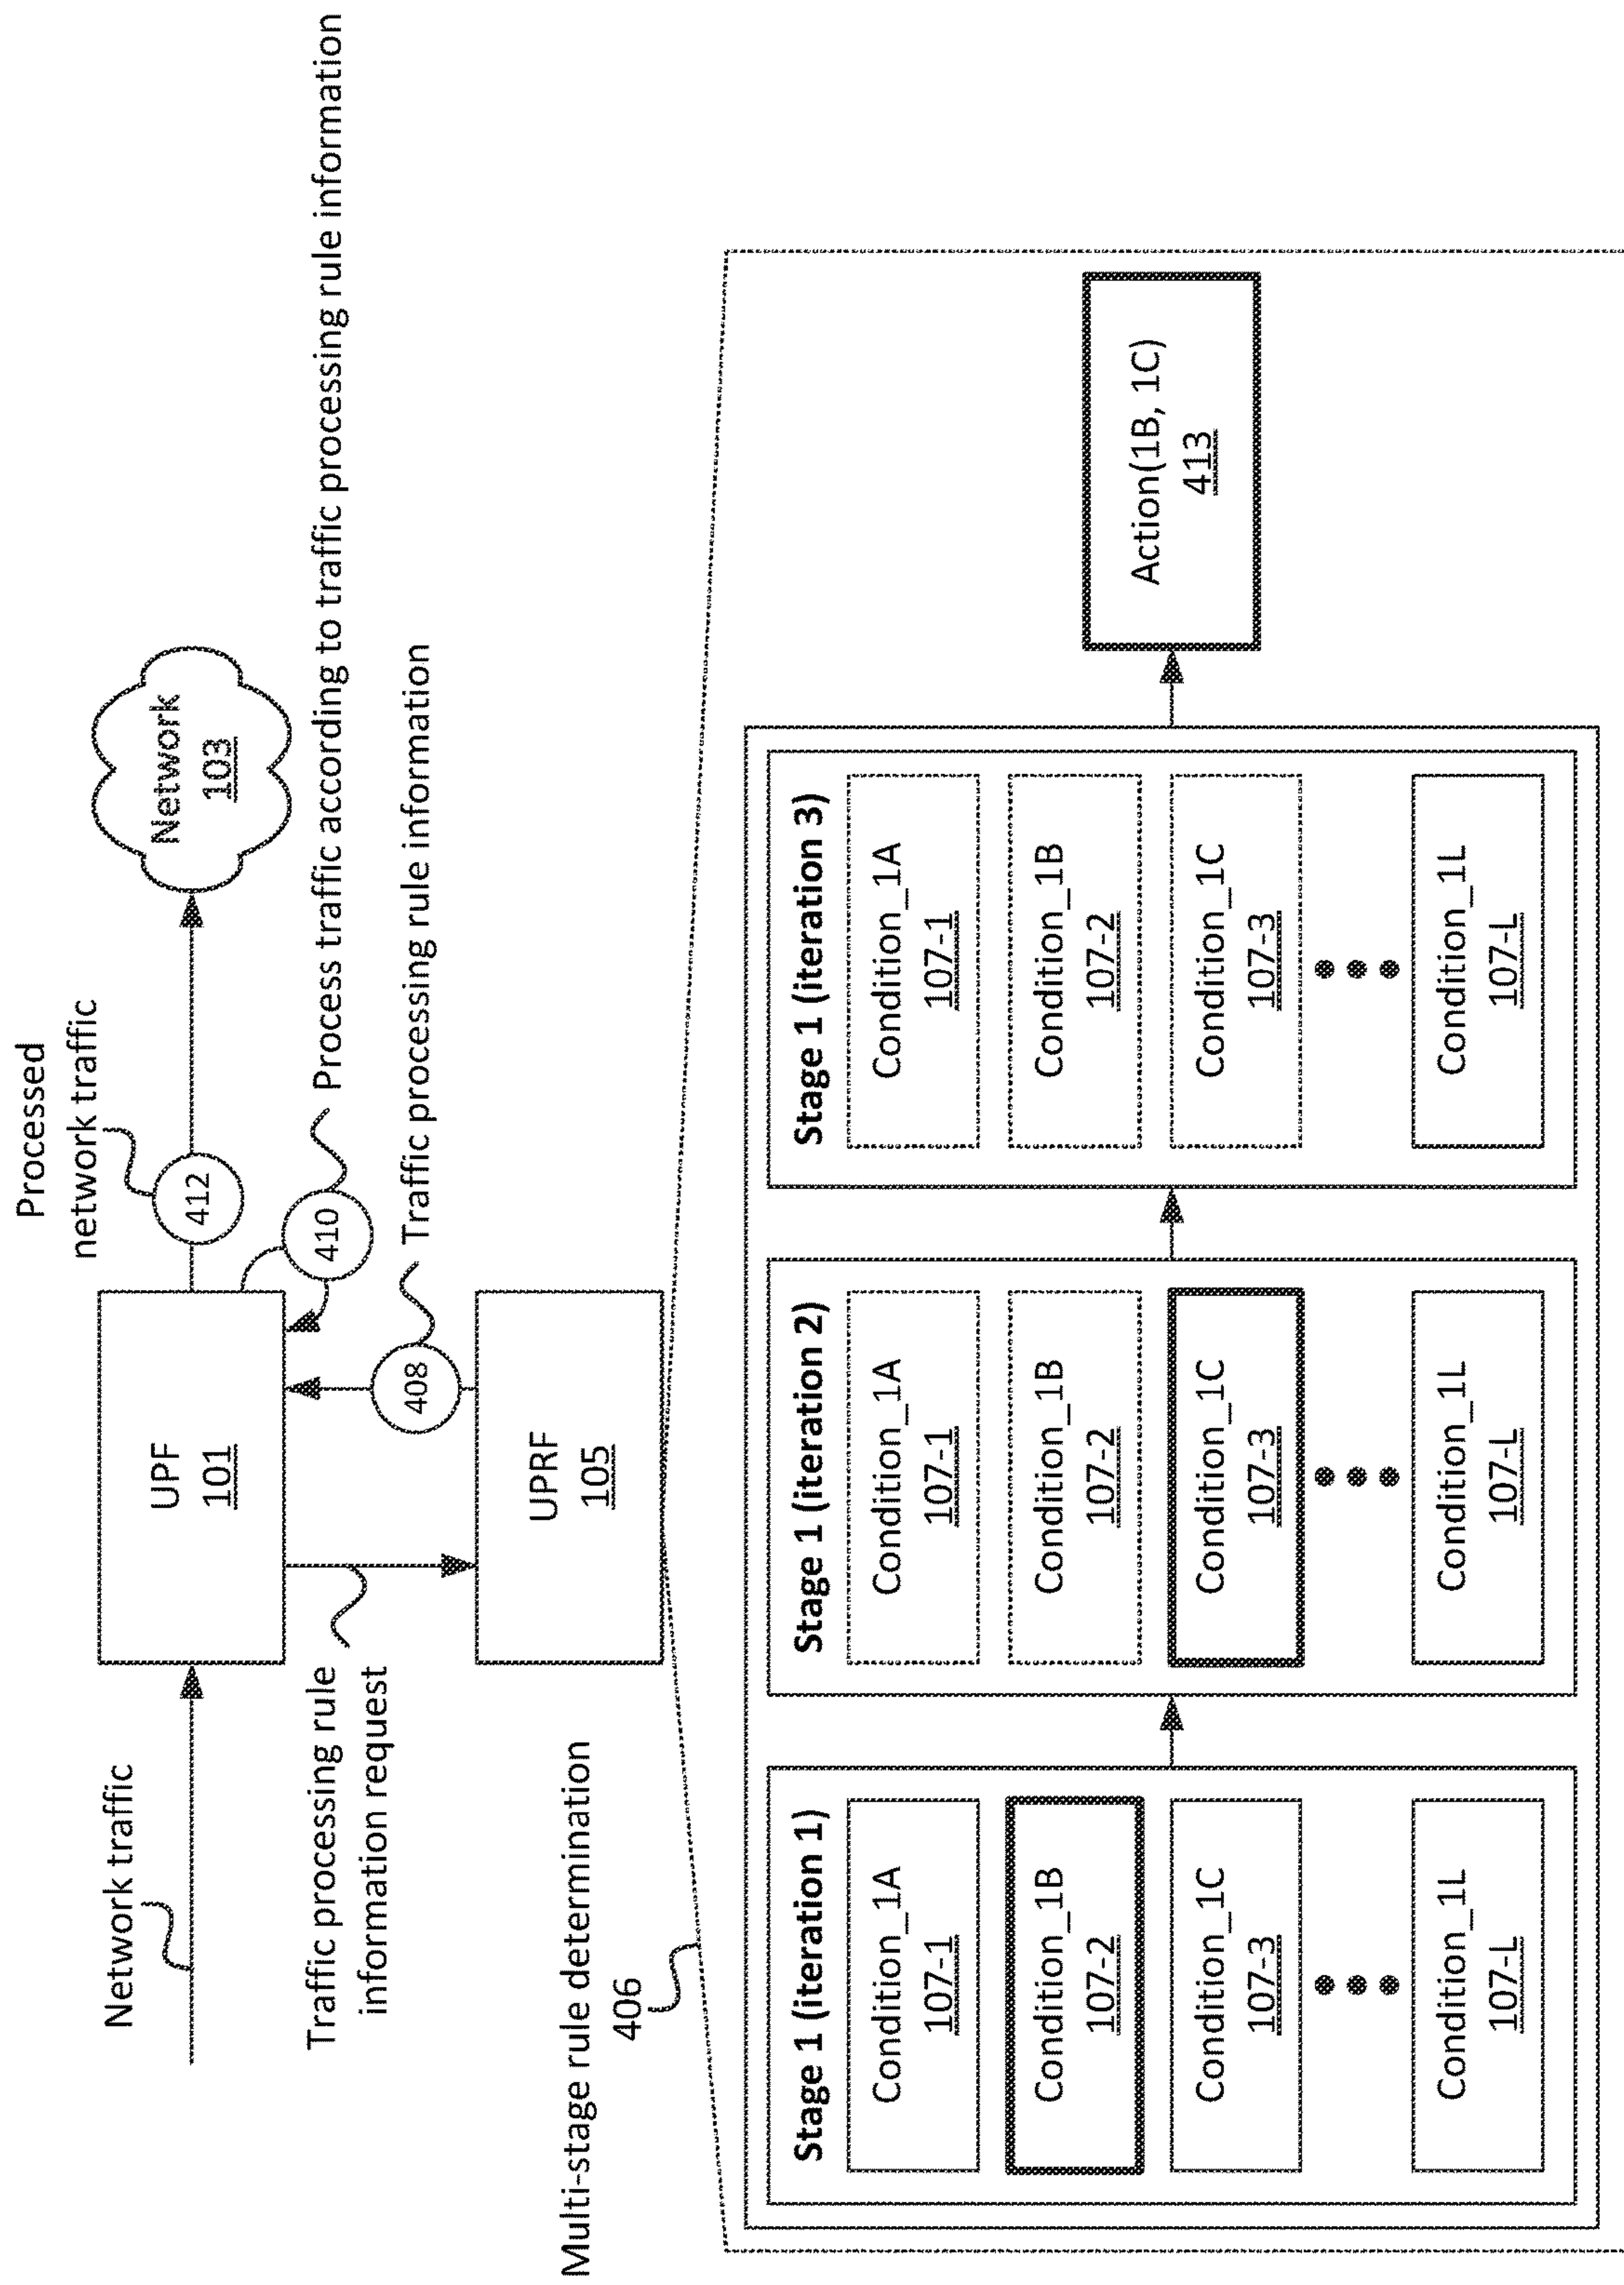 Network traffic
UPF
101
Processed
network traffic
412
Network
103
410
Process traffic according to traffic processing rule information
Traffic processing rule
information request
408
Traffic processing rule information
UPRF
105
Multi-stage rule determination
406
Stage 1 (iteration 1)
Condition_1A
107-1
Condition_1B
107-2
Condition_1C
107-3
Condition_1L
107-L
Stage 1 (iteration 2)
Condition_1A
107-1
Condition_1B
107-2
Condition_1C
107-3
Condition_1L
107-L
Stage 1 (iteration 3)
Condition_1A
107-1
Condition_1B
107-2
Condition_1C
107-3
Condition_1L
107-L
Action(1B, 1C)
413